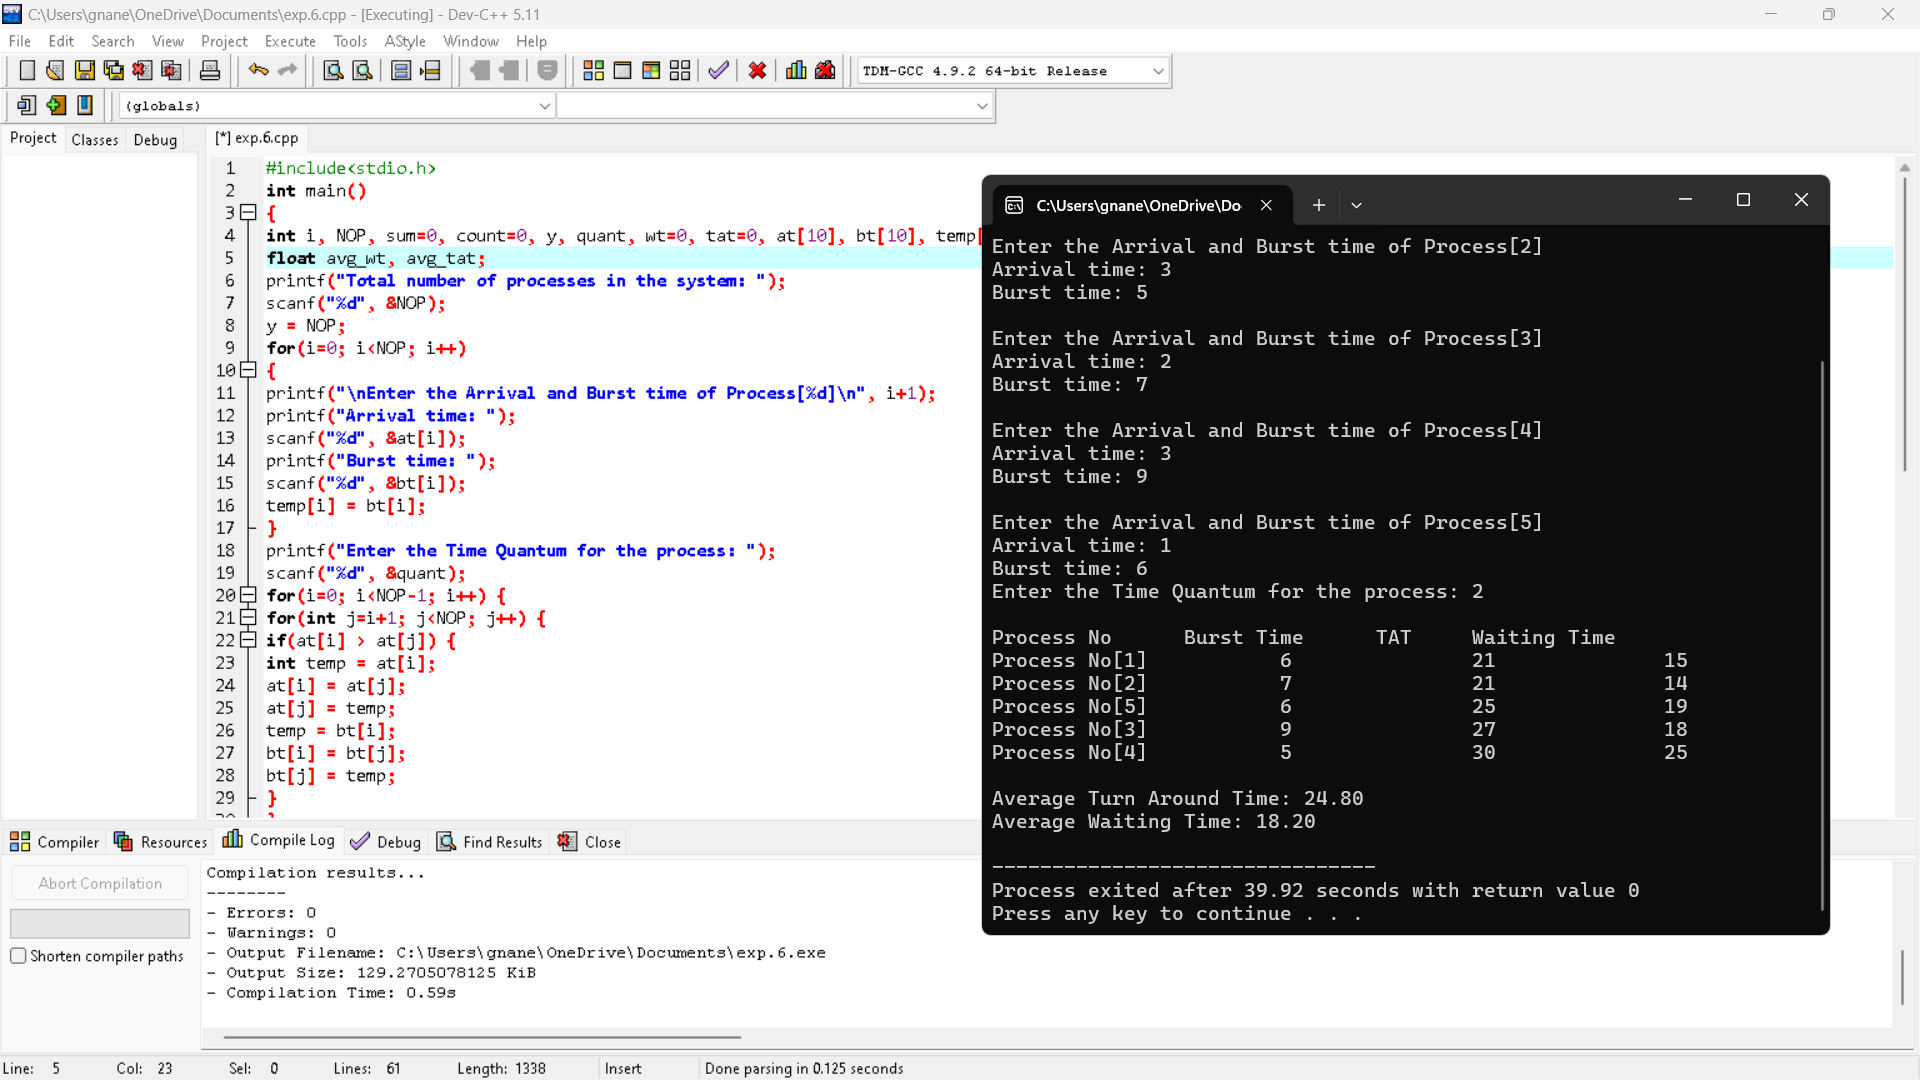 C:\Users\gnane\OneDrive\Documents\exp.6.cpp - [Executing] - Dev-C++ 5.11
File Edit Search View Project Execute Tools AStyle Window Help
TDM-GCC 4.9.2 64-bit Release
(globals)
Project Classes Debug
[*] exp.6.cpp
1 #include<stdio.h>
2 int main()
3 {
4 int i, NOP, sum=0, count=0, y, quant, wt=0, tat=0, at[10], bt[10], temp[
5 float avg_wt, avg_tat;
6 printf("Total number of processes in the system: ");
7 scanf("%d", &NOP);
8 y = NOP;
9 for(i=0; i<NOP; i++)
10 {
11 printf("\nEnter the Arrival and Burst time of Process[%d]\n", i+1);
12 printf("Arrival time: ");
13 scanf("%d", &at[i]);
14 printf("Burst time: ");
15 scanf("%d", &bt[i]);
16 temp[i] = bt[i];
17 }
18 printf("Enter the Time Quantum for the process: ");
19 scanf("%d", &quant);
20 for(i=0; i<NOP-1; i++) {
21 for(int j=i+1; j<NOP; j++) {
22 if(at[i] > at[j]) {
23 int temp = at[i];
24 at[i] = at[j];
25 at[j] = temp;
26 temp = bt[i];
27 bt[i] = bt[j];
28 bt[j] = temp;
29 }
C:\Users\gnane\OneDrive\Do
Enter the Arrival and Burst time of Process[2]
Arrival time: 3
Burst time: 5
Enter the Arrival and Burst time of Process[3]
Arrival time: 2
Burst time: 7
Enter the Arrival and Burst time of Process[4]
Arrival time: 3
Burst time: 9
Enter the Arrival and Burst time of Process[5]
Arrival time: 1
Burst time: 6
Enter the Time Quantum for the process: 2
Process No Burst Time TAT Waiting Time
Process No[1] 6 21 15
Process No[2] 7 21 14
Process No[5] 6 25 19
Process No[3] 9 27 18
Process No[4] 5 30 25
Average Turn Around Time: 24.80
Average Waiting Time: 18.20
--------------------------------
Process exited after 39.92 seconds with return value 0
Press any key to continue . . .
Compiler Resources Compile Log Debug Find Results Close
Abort Compilation
Shorten compiler paths
Compilation results...
--------
- Errors: 0
- Warnings: 0
- Output Filename: C:\Users\gnane\OneDrive\Documents\exp.6.exe
- Output Size: 129.2705078125 KiB
- Compilation Time: 0.59s
Line: 5 Col: 23 Sel: 0 Lines: 61 Length: 1338 Insert Done parsing in 0.125 seconds